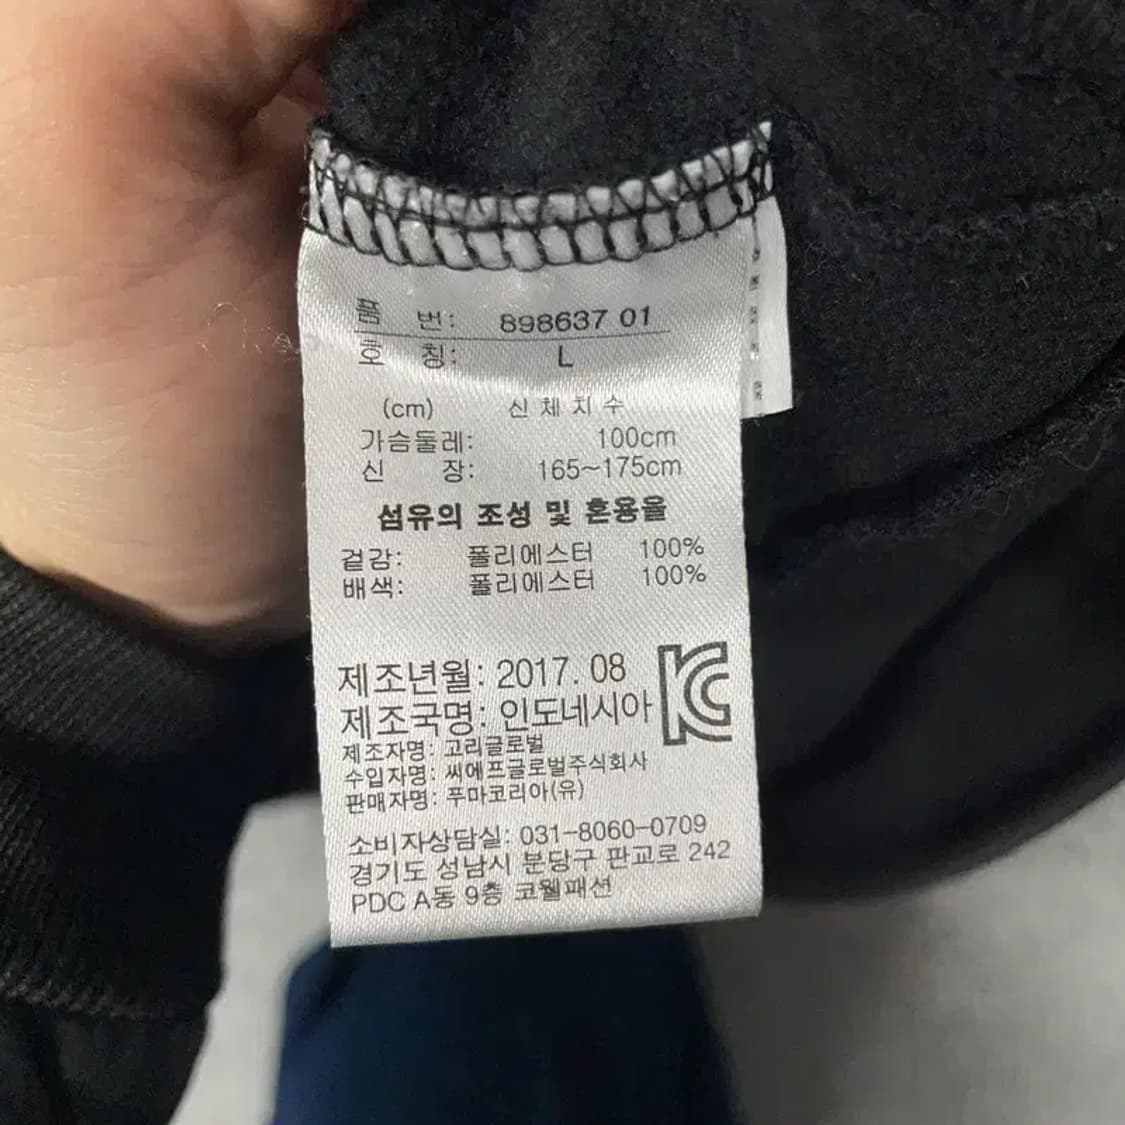 품 번: 898637 01
호 칭: L
(cm) 신체치수
가슴둘레: 100cm
신 장: 165~175cm
섬유의 조성 및 혼용율
겉감: 폴리에스터 100%
배색: 폴리에스터 100%
제조년월: 2017. 08
제조국명: 인도네시아
제조자명: 고리글로벌
수입자명: 씨에프글로벌주식회사
판매자명: 푸마코리아(유)
소비자상담실: 031-8060-0709
경기도 성남시 분당구 판교로 242
PDC A동 9층 코웰패션